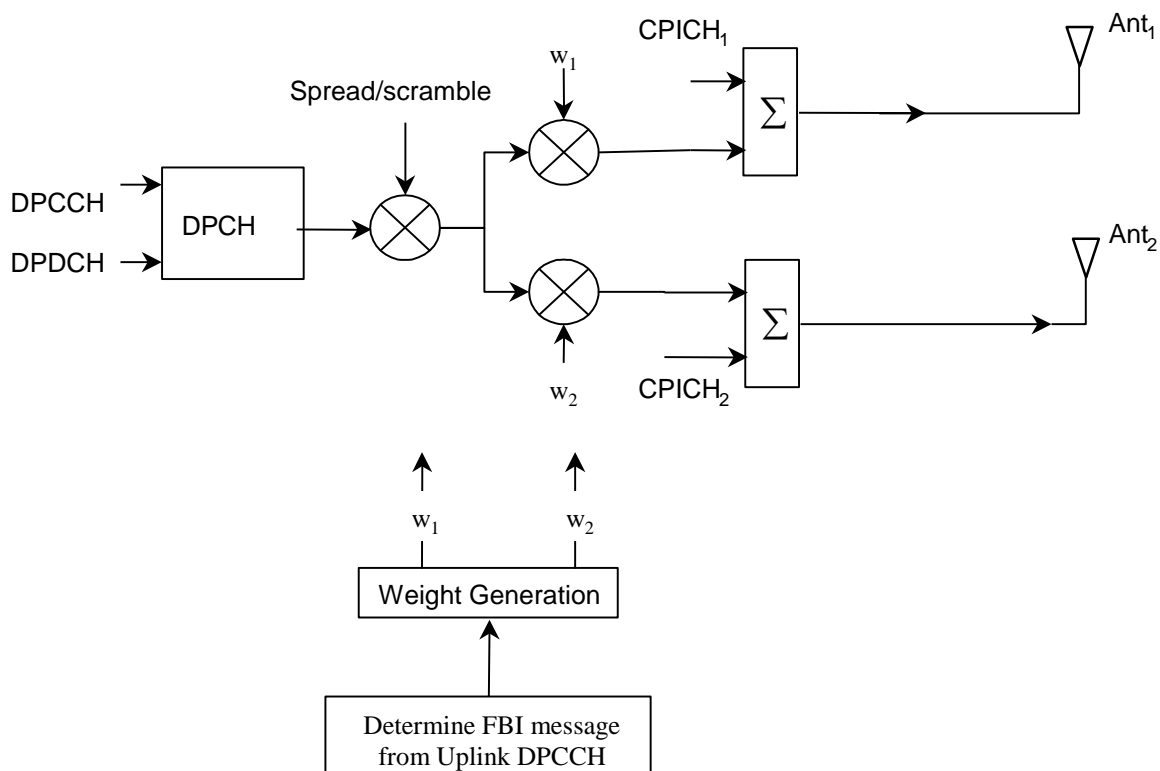 CPICH₁
Ant₁
w₁
Spread/scramble
Σ
DPCCH
DPCH
DPDCH
Ant₂
Σ
w₂
CPICH₂
w₁
w₂
Weight Generation
Determine FBI message
from Uplink DPCCH